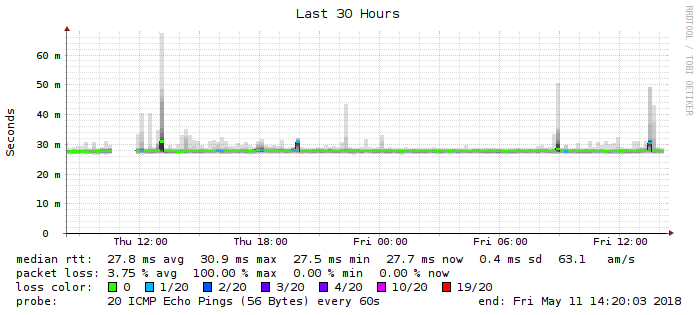 Last 30 Hours
RRDTOOL / TOBI OETIKER
Seconds
60 m
50 m
40 m
30 m
20 m
10 m
0
Thu 12:00 Thu 18:00 Fri 00:00 Fri 06:00 Fri 12:00
median rtt: 27.8 ms avg 30.9 ms max 27.5 ms min 27.7 ms now 0.4 ms sd 63.1 am/s
packet loss: 3.75 % avg 100.00 % max 0.00 % min 0.00 % now
loss color: 0 1/20 2/20 3/20 4/20 10/20 19/20
probe: 20 ICMP Echo Pings (56 Bytes) every 60s end: Fri May 11 14:20:03 2018